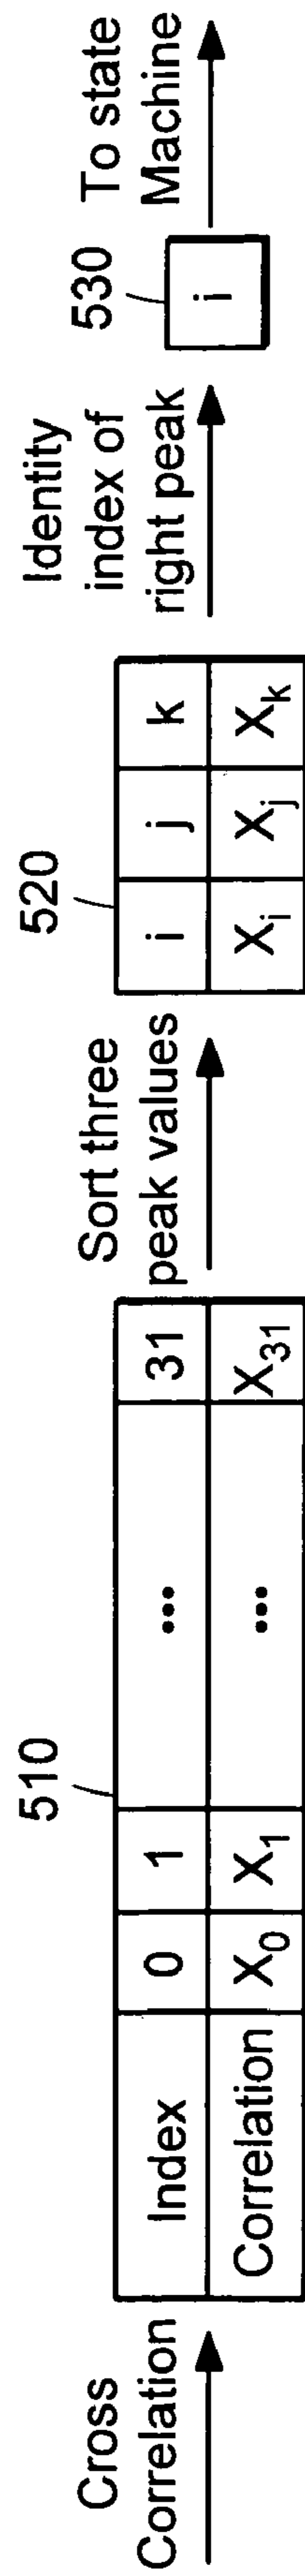 Cross
Correlation
510
Index 0 1 ... 31
Correlation X0 X1 ... X31
Sort three
peak values
520
i j k
Xi Xj Xk
Identity
index of
right peak
530
i
To state
Machine